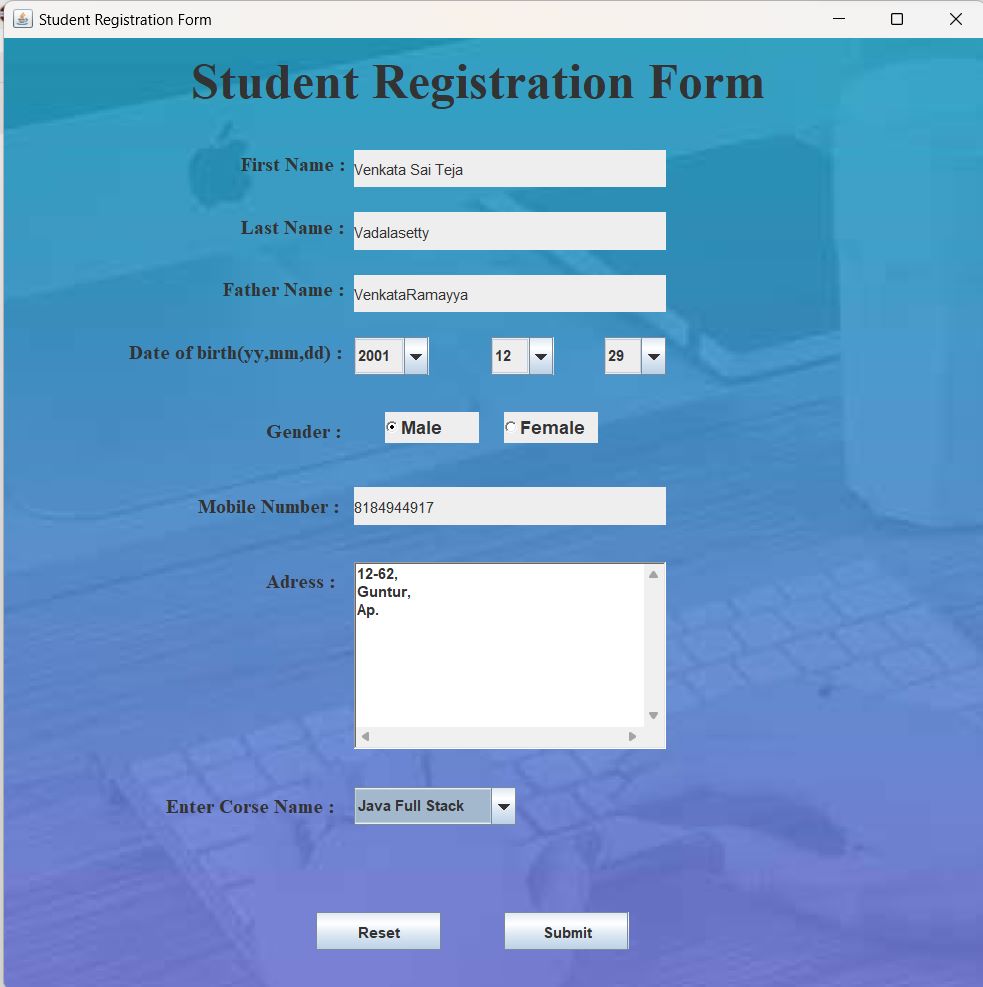 Student Registration Form
Student Registration Form
First Name : Venkata Sai Teja
Last Name : Vadalasetty
Father Name : VenkataRamayya
Date of birth(yy,mm,dd) : 2001 12 29
Gender : Male Female
Mobile Number : 8184944917
Adress : 12-62,
Guntur,
Ap.
Enter Corse Name : Java Full Stack
Reset Submit